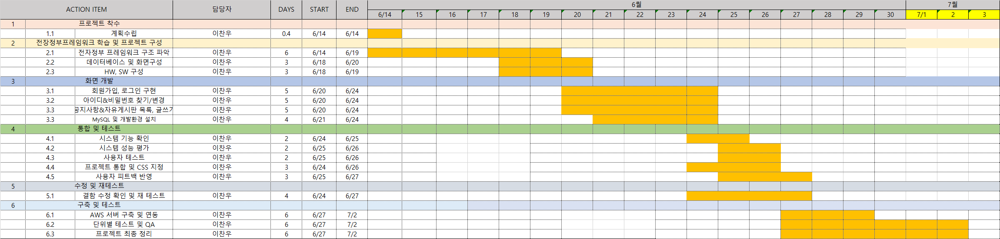 ACTION ITEM 담당자 DAYS START END 6월 7월
6/14 15 16 17 18 19 20 21 22 23 24 25 26 27 28 29 30 7/1 2 3
1 프로젝트 착수
1.1 계획수립 이찬우 0.4 6/14 6/14
2 전장정부프레임워크 학습 및 프로젝트 구성
2.1 전자정부 프레임워크 구조 파악 이찬우 6 6/14 6/19
2.2 데이터베이스 및 화면구성 이찬우 3 6/18 6/20
2.3 HW, SW 구성 이찬우 3 6/18 6/19
3 화면 개발
3.1 회원가입, 로그인 구현 이찬우 5 6/20 6/24
3.2 아이디&비밀번호 찾기/변경 이찬우 5 6/20 6/24
3.3 공지사항&자유게시판 목록, 글쓰기 이찬우 5 6/20 6/24
3.3 MySQL 및 개발환경 설치 이찬우 4 6/21 6/24
4 통합 및 테스트
4.1 시스템 기능 확인 이찬우 2 6/24 6/25
4.2 시스템 성능 평가 이찬우 2 6/25 6/26
4.3 사용자 테스트 이찬우 2 6/25 6/26
4.4 프로젝트 통합 및 CSS 지정 이찬우 3 6/24 6/26
4.5 사용자 피트백 반영 이찬우 3 6/25 6/27
5 수정 및 재테스트
5.1 결함 수정 확인 및 재 테스트 이찬우 4 6/24 6/27
6 구축 및 테스트
6.1 AWS 서버 구축 및 연동 이찬우 6 6/27 7/2
6.2 단위별 테스트 및 QA 이찬우 6 6/27 7/2
6.3 프로젝트 최종 정리 이찬우 6 6/27 7/2